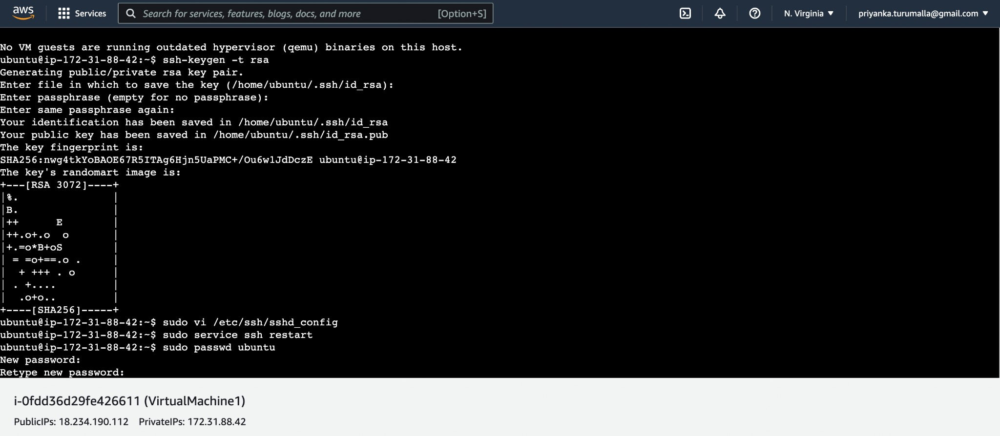 aws Services Search for services, features, blogs, docs, and more [Option+S] N. Virginia priyanka.turumalla@gmail.com
No VM guests are running outdated hypervisor (qemu) binaries on this host.
ubuntu@ip-172-31-88-42:~$ ssh-keygen -t rsa
Generating public/private rsa key pair.
Enter file in which to save the key (/home/ubuntu/.ssh/id_rsa):
Enter passphrase (empty for no passphrase):
Enter same passphrase again:
Your identification has been saved in /home/ubuntu/.ssh/id_rsa
Your public key has been saved in /home/ubuntu/.ssh/id_rsa.pub
The key fingerprint is:
SHA256:nwg4tkYoBAOE67R5ITAg6Hjn5UaPMC+/Ou6w1JdDczE ubuntu@ip-172-31-88-42
The key's randomart image is:
+---[RSA 3072]----+
|%.                |
|B.                |
|++      E         |
|++.o+.o  o        |
|+.=o*B+oS         |
| = =o+==.o .      |
|  + +++ . o       |
| . +....          |
|  .o+o..          |
+----[SHA256]-----+
ubuntu@ip-172-31-88-42:~$ sudo vi /etc/ssh/sshd_config
ubuntu@ip-172-31-88-42:~$ sudo service ssh restart
ubuntu@ip-172-31-88-42:~$ sudo passwd ubuntu
New password:
Retype new password:
i-0fdd36d29fe426611 (VirtualMachine1)
PublicIPs: 18.234.190.112 PrivateIPs: 172.31.88.42